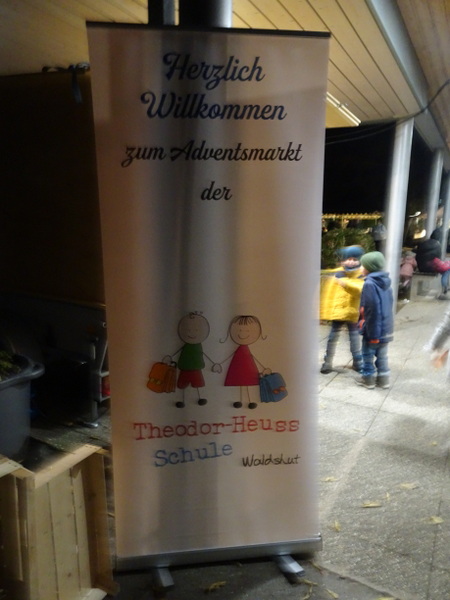 Herzlich
Willkommen
zum Adventsmarkt
der
Theodor-Heuss
Schule Waldshut